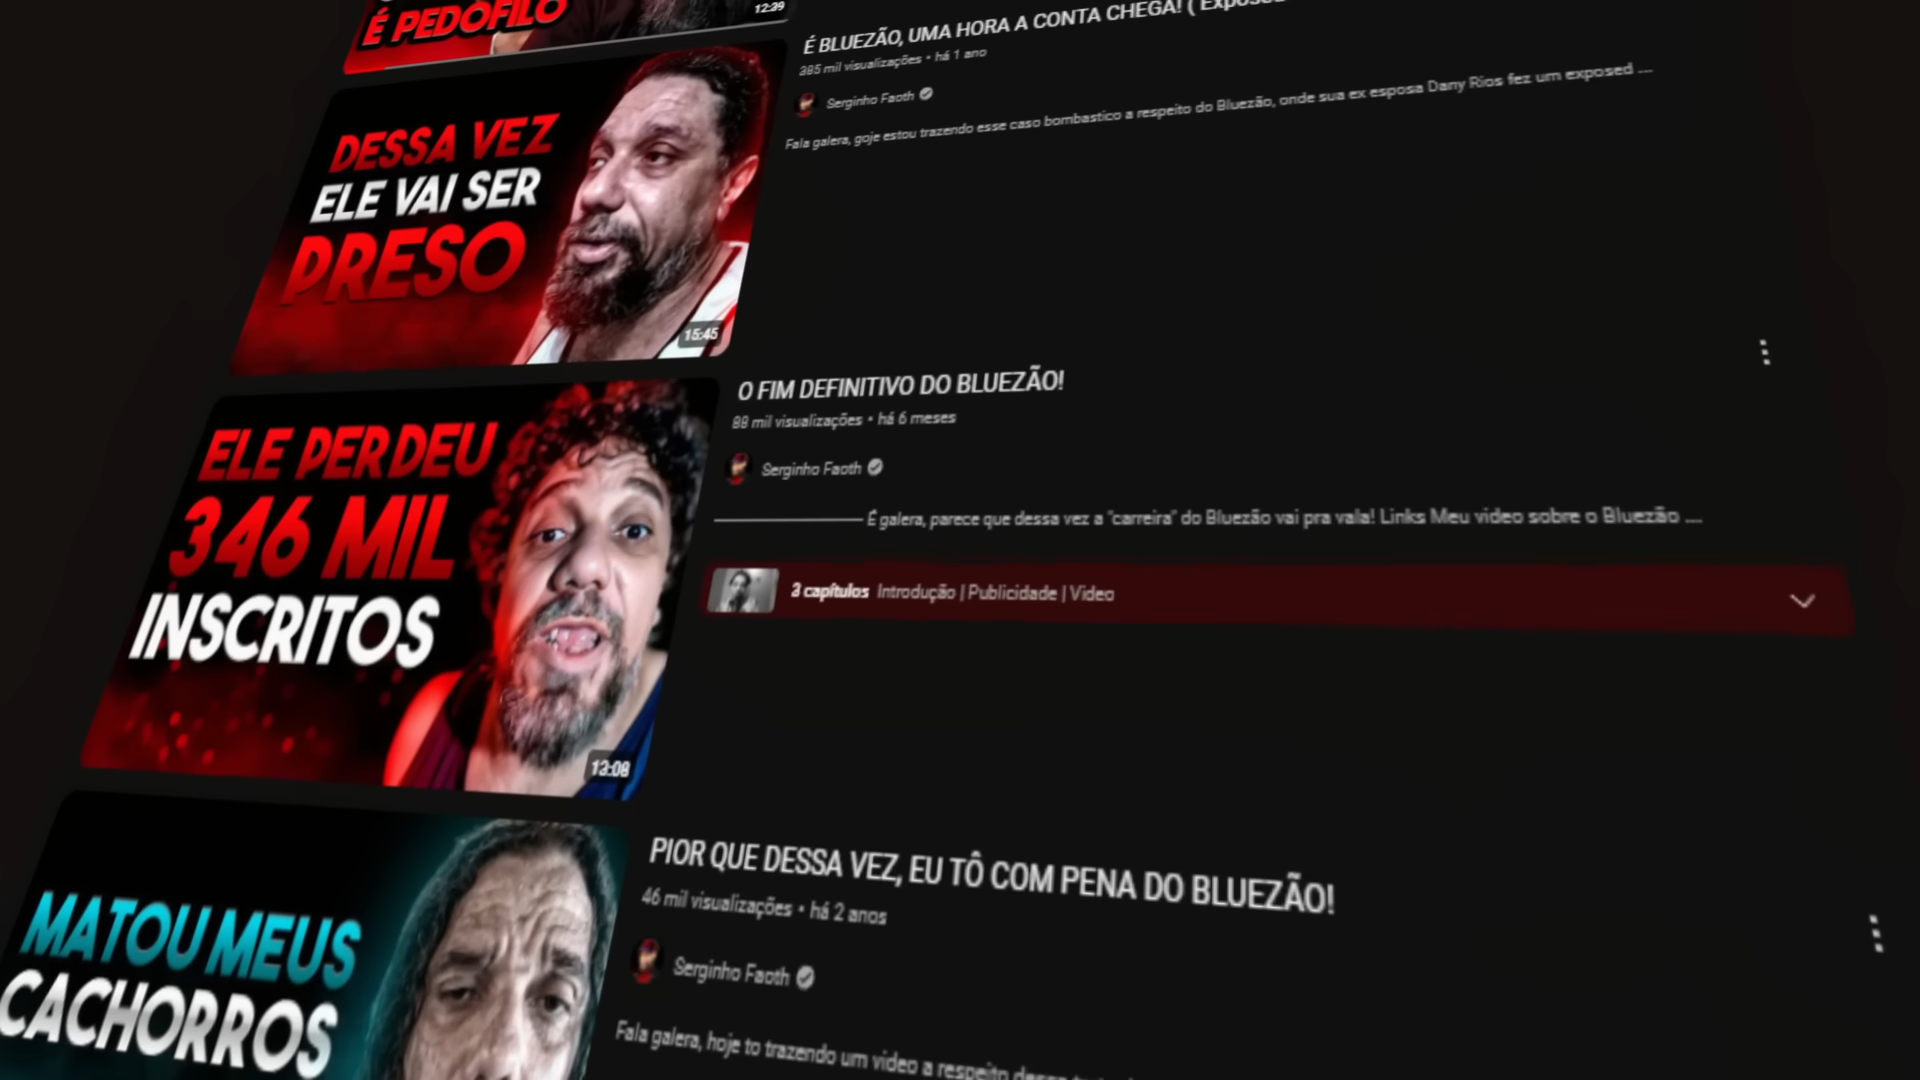 É PEDÓFILO
12:39
É BLUEZÃO, UMA HORA A CONTA CHEGA! ( Exposed
385 mil visualizações • há 1 ano
Serginho Faoth
Fala galera, goje estou trazendo esse caso bombastico a respeito do Bluezão, onde sua ex esposa Dany Rios fez um exposed ...
DESSA VEZ
ELE VAI SER
PRESO
15:45
O FIM DEFINITIVO DO BLUEZÃO!
88 mil visualizações • há 6 meses
Serginho Faoth
É galera, parece que dessa vez a "carreira" do Bluezão vai pra vala! Links Meu video sobre o Bluezão ...
3 capítulos Introdução | Publicidade | Video
ELE PERDEU
346 MIL
INSCRITOS
13:08
PIOR QUE DESSA VEZ, EU TÔ COM PENA DO BLUEZÃO!
46 mil visualizações • há 2 anos
Serginho Faoth
Fala galera, hoje to trazendo um video a respeito
MATOU MEUS
CACHORROS